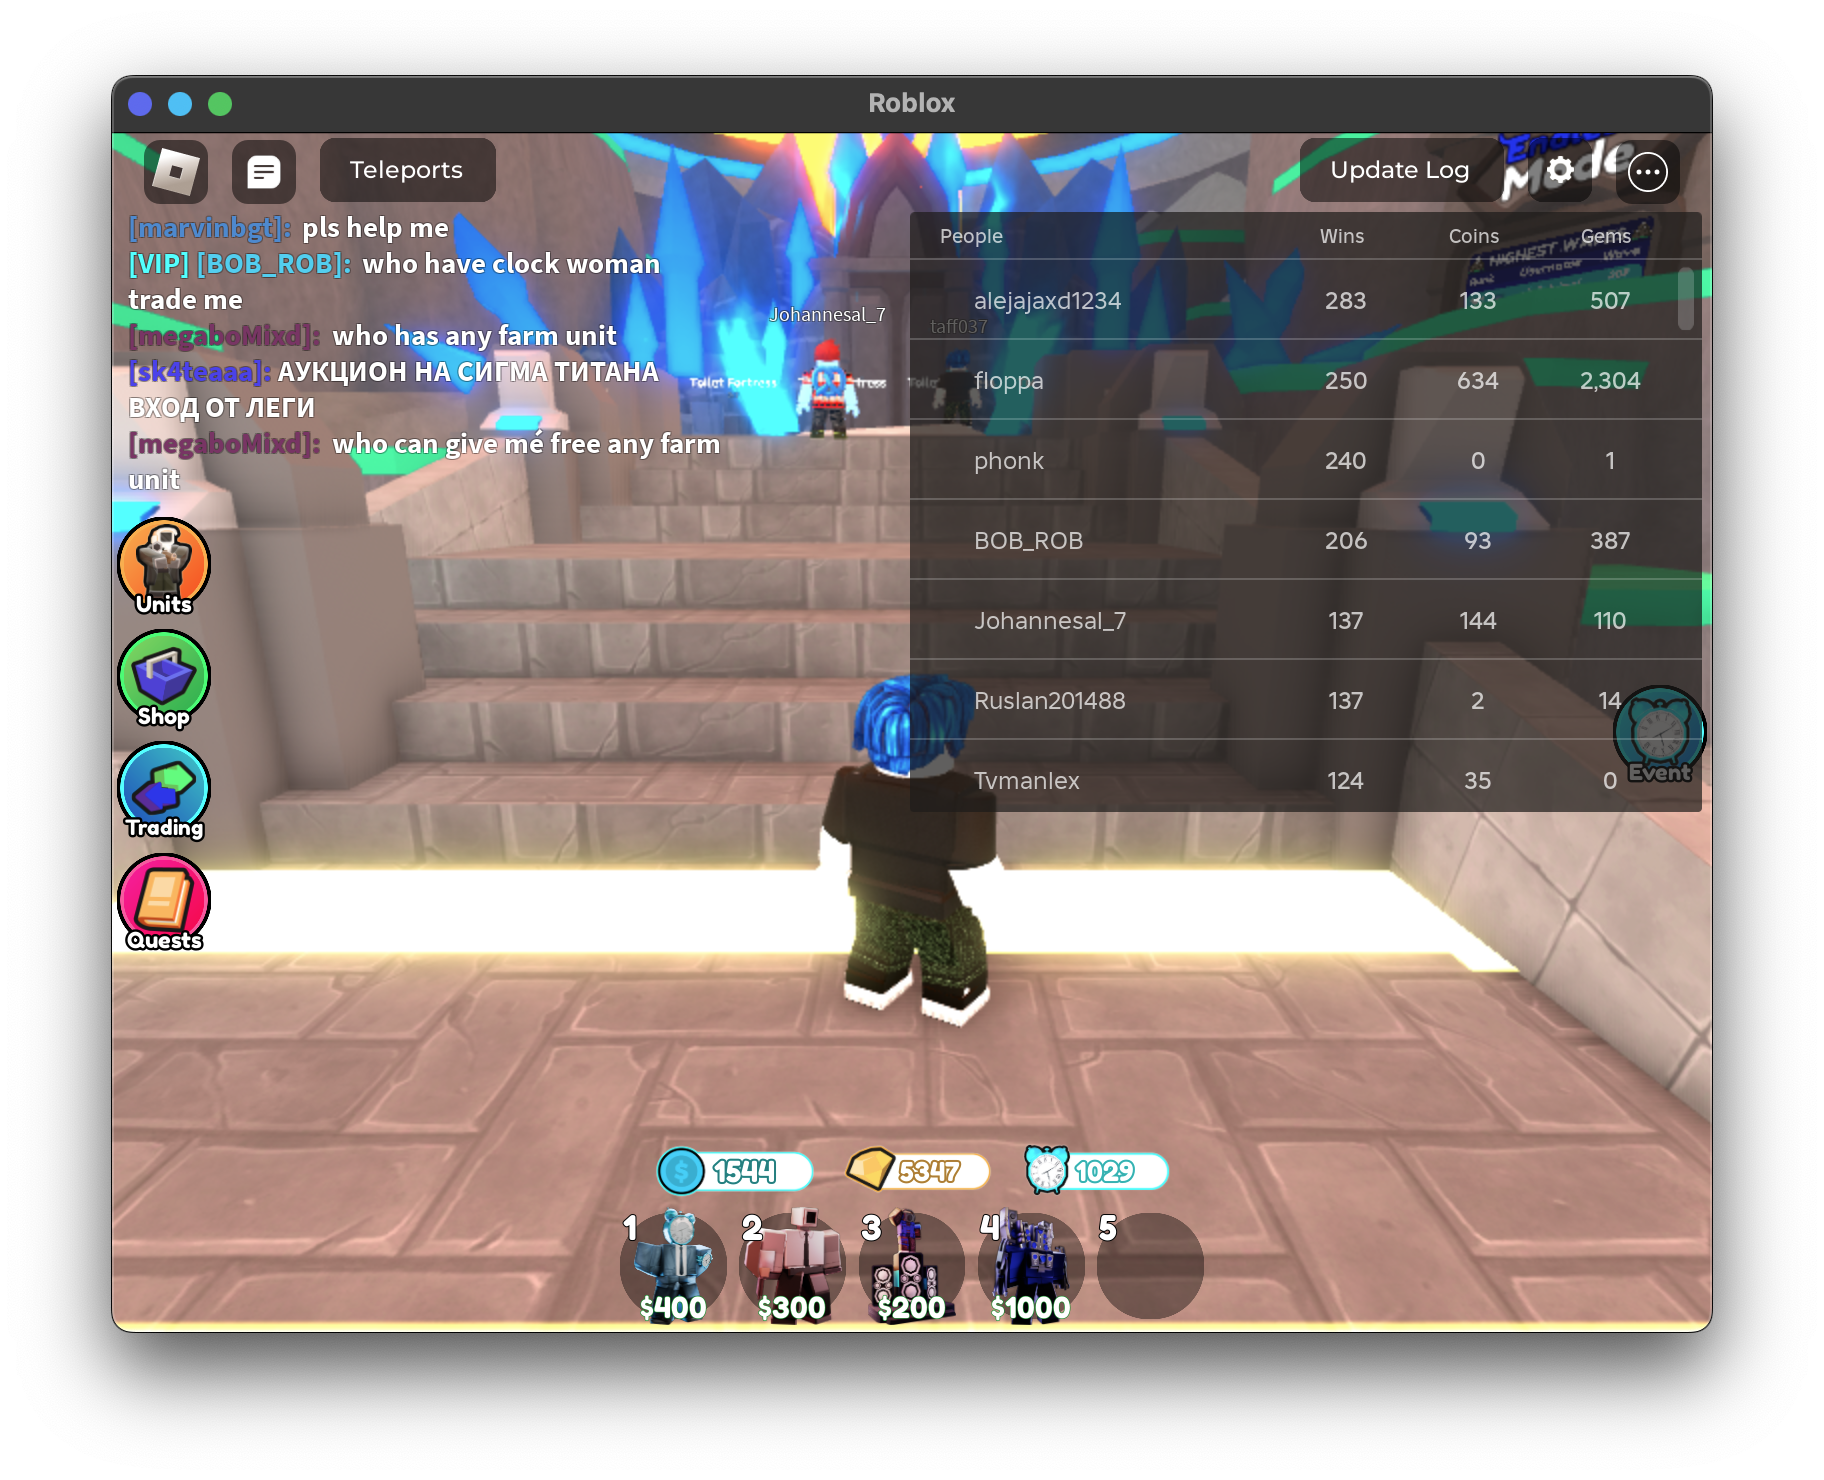 Roblox
Teleports
Update Log
Endless
Mode
[marvinbgt]: pls help me
[VIP] [BOB_ROB]: who have clock woman
trade me
[megaboMixd]: who has any farm unit
[sk4teaaa]: АУКЦИОН НА СИГМА ТИТАНА
ВХОД ОТ ЛЕГИ
[megaboMixd]: who can give mé free any farm
unit
Johannesal_7
taff037
Toilet Fortress
People Wins Coins Gems
alejajaxd1234 283 133 507
floppa 250 634 2,304
phonk 240 0 1
BOB_ROB 206 93 387
Johannesal_7 137 144 110
Ruslan201488 137 2 14
Tvmanlex 124 35 0
Units
Shop
Trading
Quests
Event
1544
5347
1029
1 2 3 4 5
$400 $300 $200 $1000